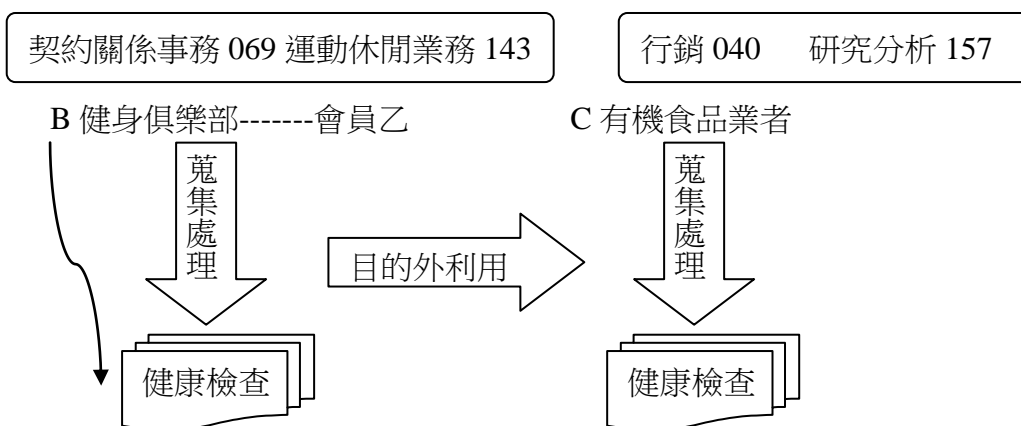 契約關係事務 069 運動休閒業務 143
行銷 040 研究分析 157
B 健身俱樂部-------會員乙
C 有機食品業者
蒐集處理
目的外利用
蒐集處理
健康檢查
健康檢查